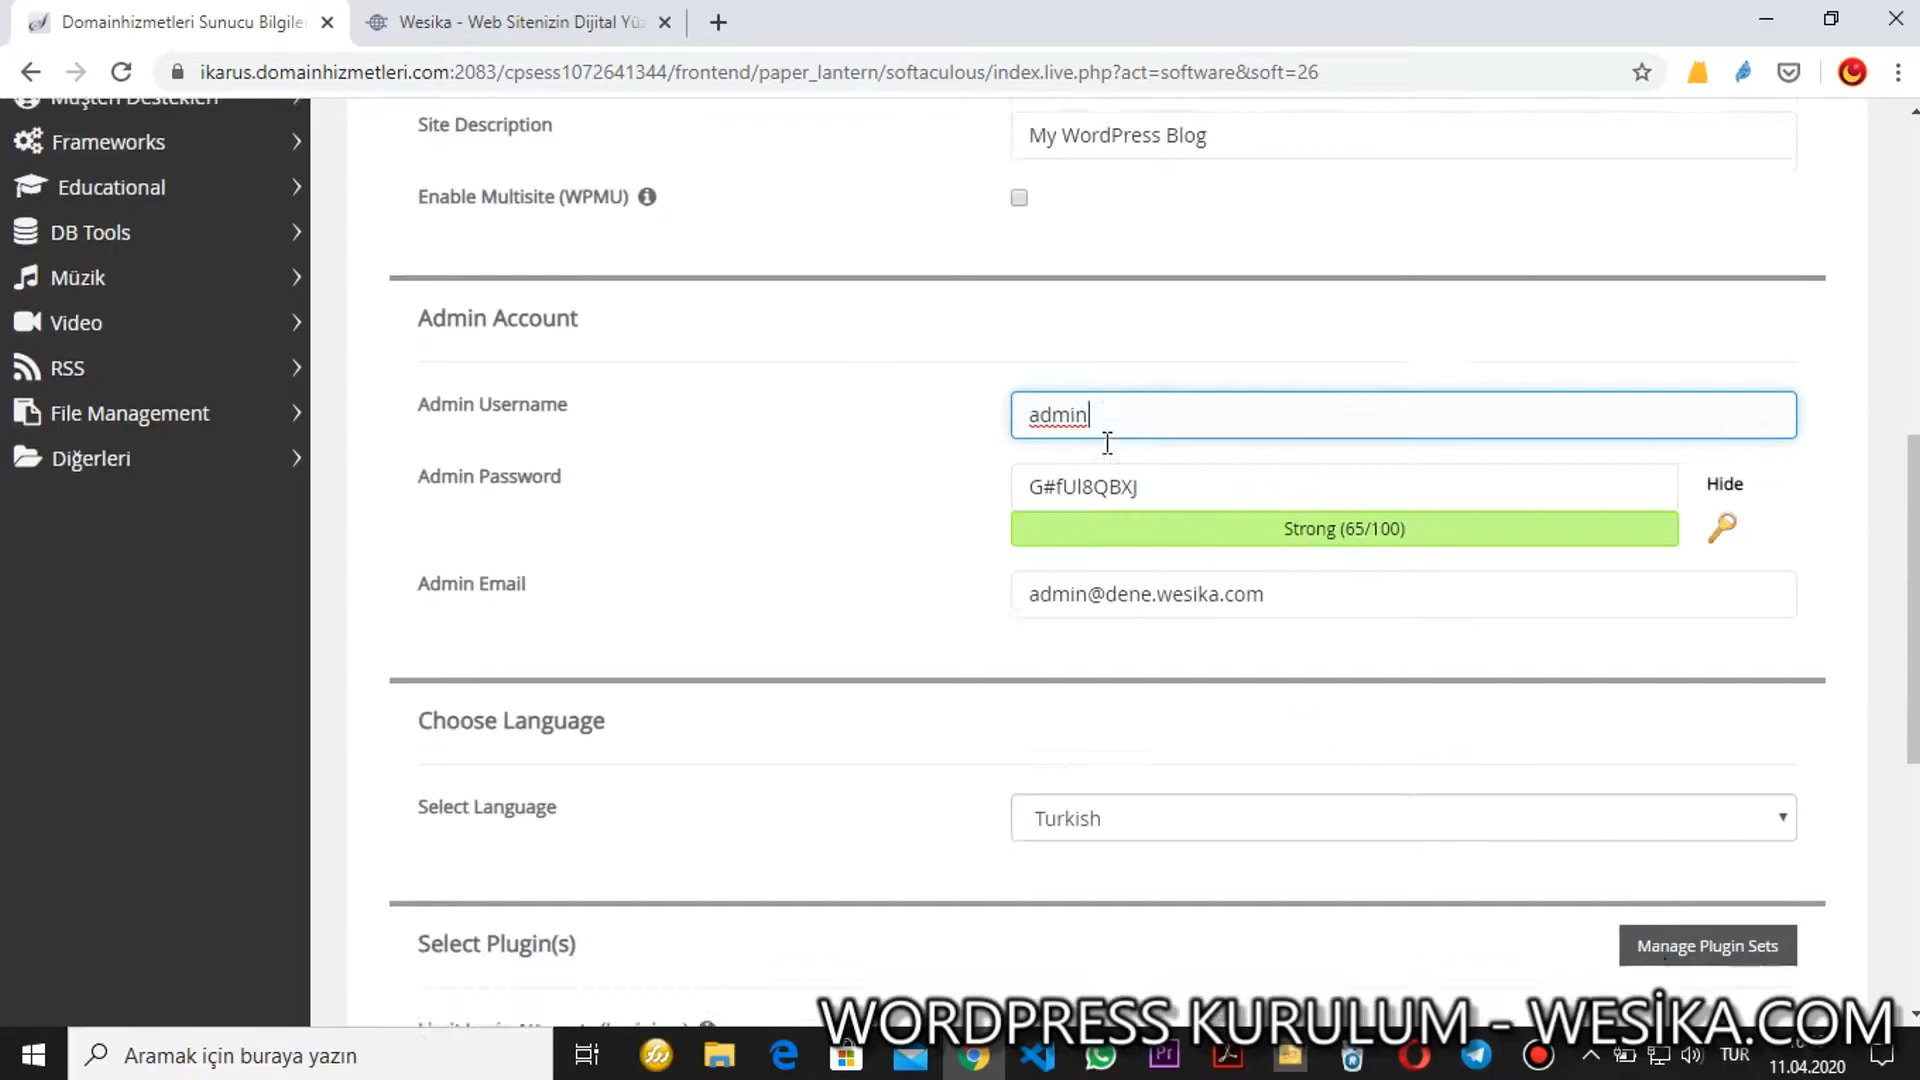 Domainhizmetleri Sunucu Bilgile
Wesika - Web Sitenizin Dijital Yüz
ikarus.domainhizmetleri.com:2083/cpsess1072641344/frontend/paper_lantern/softaculous/index.live.php?act=software&soft=26
Müşteri Destekleri
Frameworks
Educational
DB Tools
Müzik
Video
RSS
File Management
Diğerleri
Site Description
My WordPress Blog
Enable Multisite (WPMU)
Admin Account
Admin Username
admin
Admin Password
G#fUl8QBXJ
Hide
Strong (65/100)
Admin Email
admin@dene.wesika.com
Choose Language
Select Language
Turkish
Select Plugin(s)
Manage Plugin Sets
WORDPRESS KURULUM - WESİKA.COM
Aramak için buraya yazın
TUR
11.04.2020